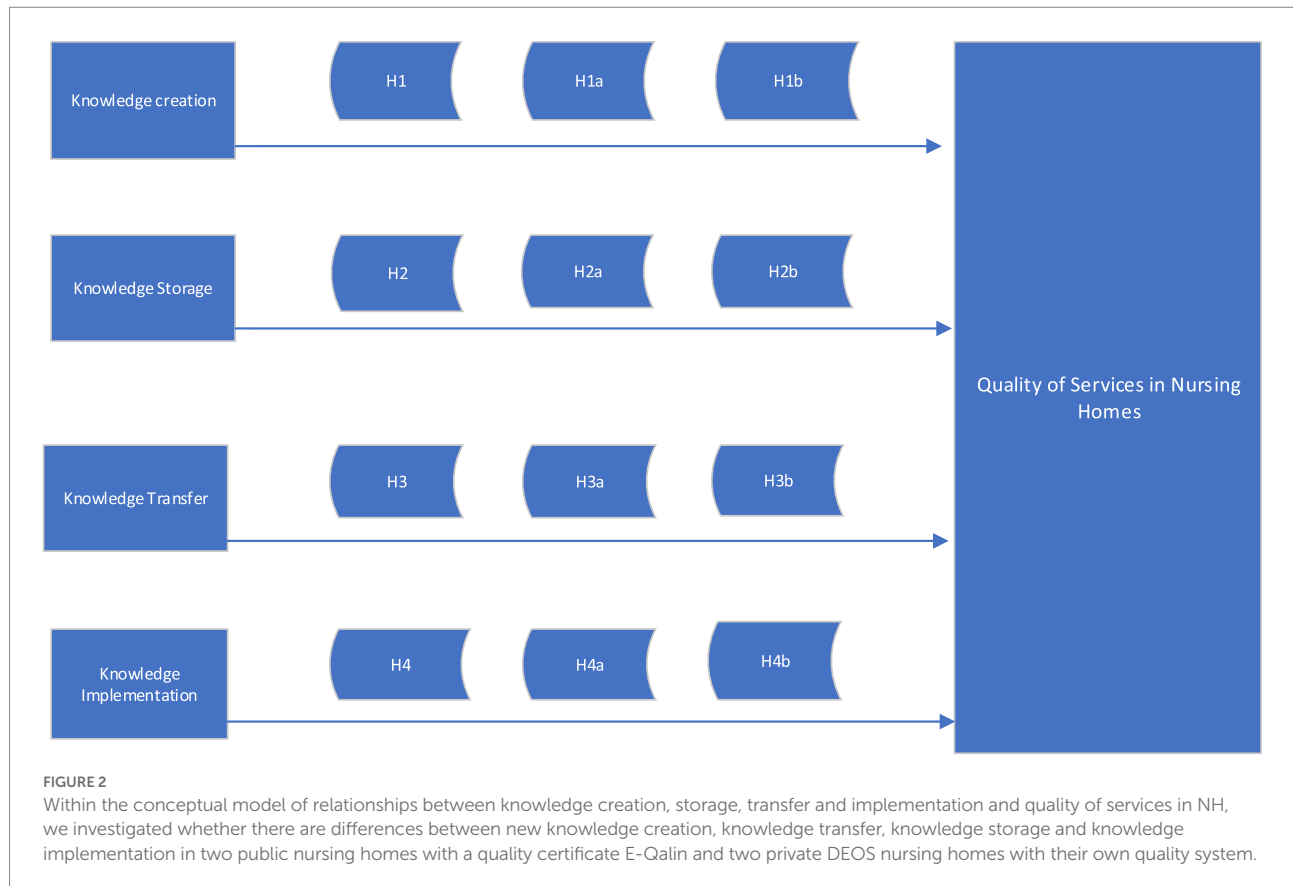 Knowledge creation
H1
H1a
H1b
Knowledge Storage
H2
H2a
H2b
Quality of Services in Nursing
Homes
Knowledge Transfer
H3
H3a
H3b
Knowledge
Implementation
H4
H4a
H4b
FIGURE 2
Within the conceptual model of relationships between knowledge creation, storage, transfer and implementation and quality of services in NH,
we investigated whether there are differences between new knowledge creation, knowledge transfer, knowledge storage and knowledge
implementation in two public nursing homes with a quality certificate E-Qalin and two private DEOS nursing homes with their own quality system.